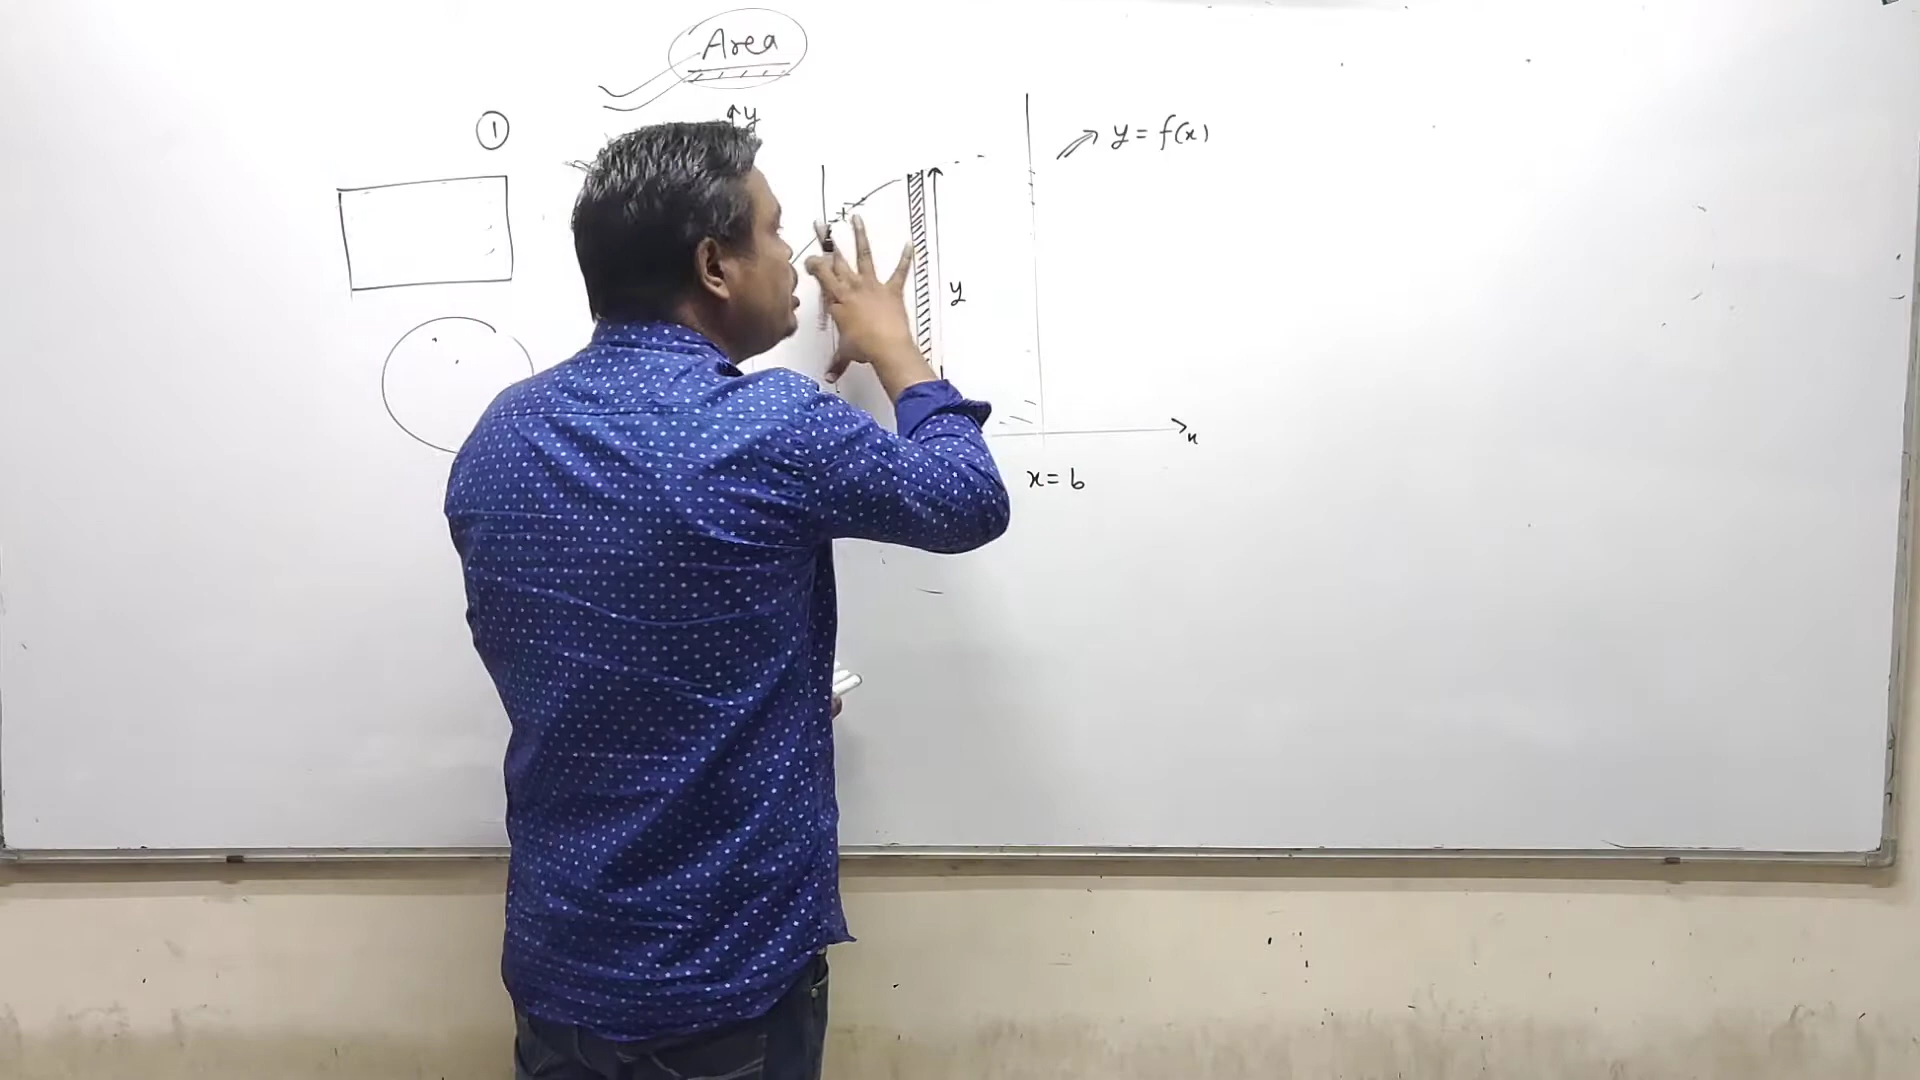 Area
1
y
y = f(x)
y
x
x = b